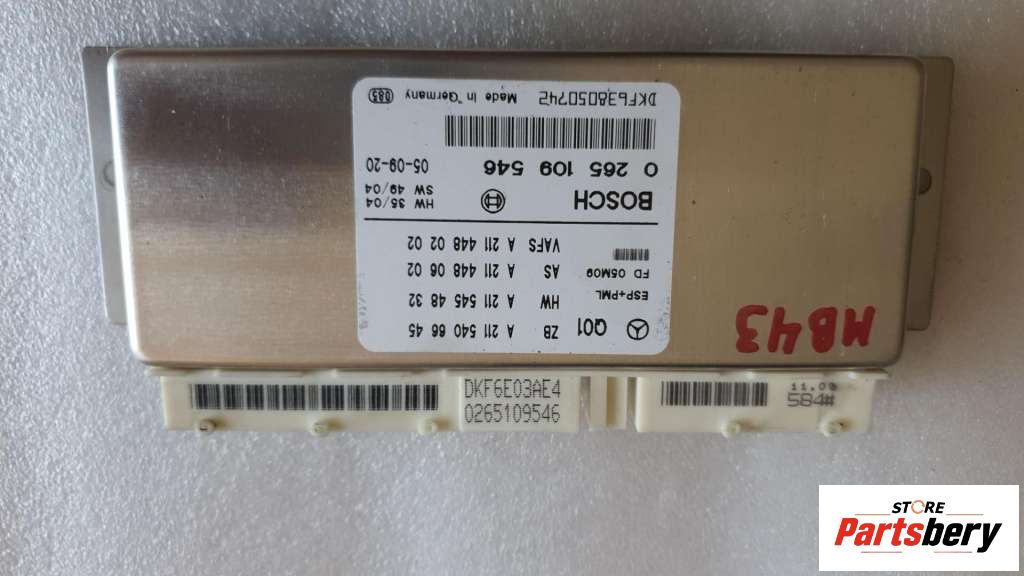 Q01 ZB A 211 540 66 45
ESP+PML HW A 211 545 48 32
FD 05M09 AS A 211 448 06 02
VAFS A 211 448 02 02
BOSCH HW 35/04
SW 49/04
0 265 109 546 05-09-20
DKF638050742 Made in Germany 083
MB43
DKF6E03AE4
0265109546
584#
STORE
Partsbery